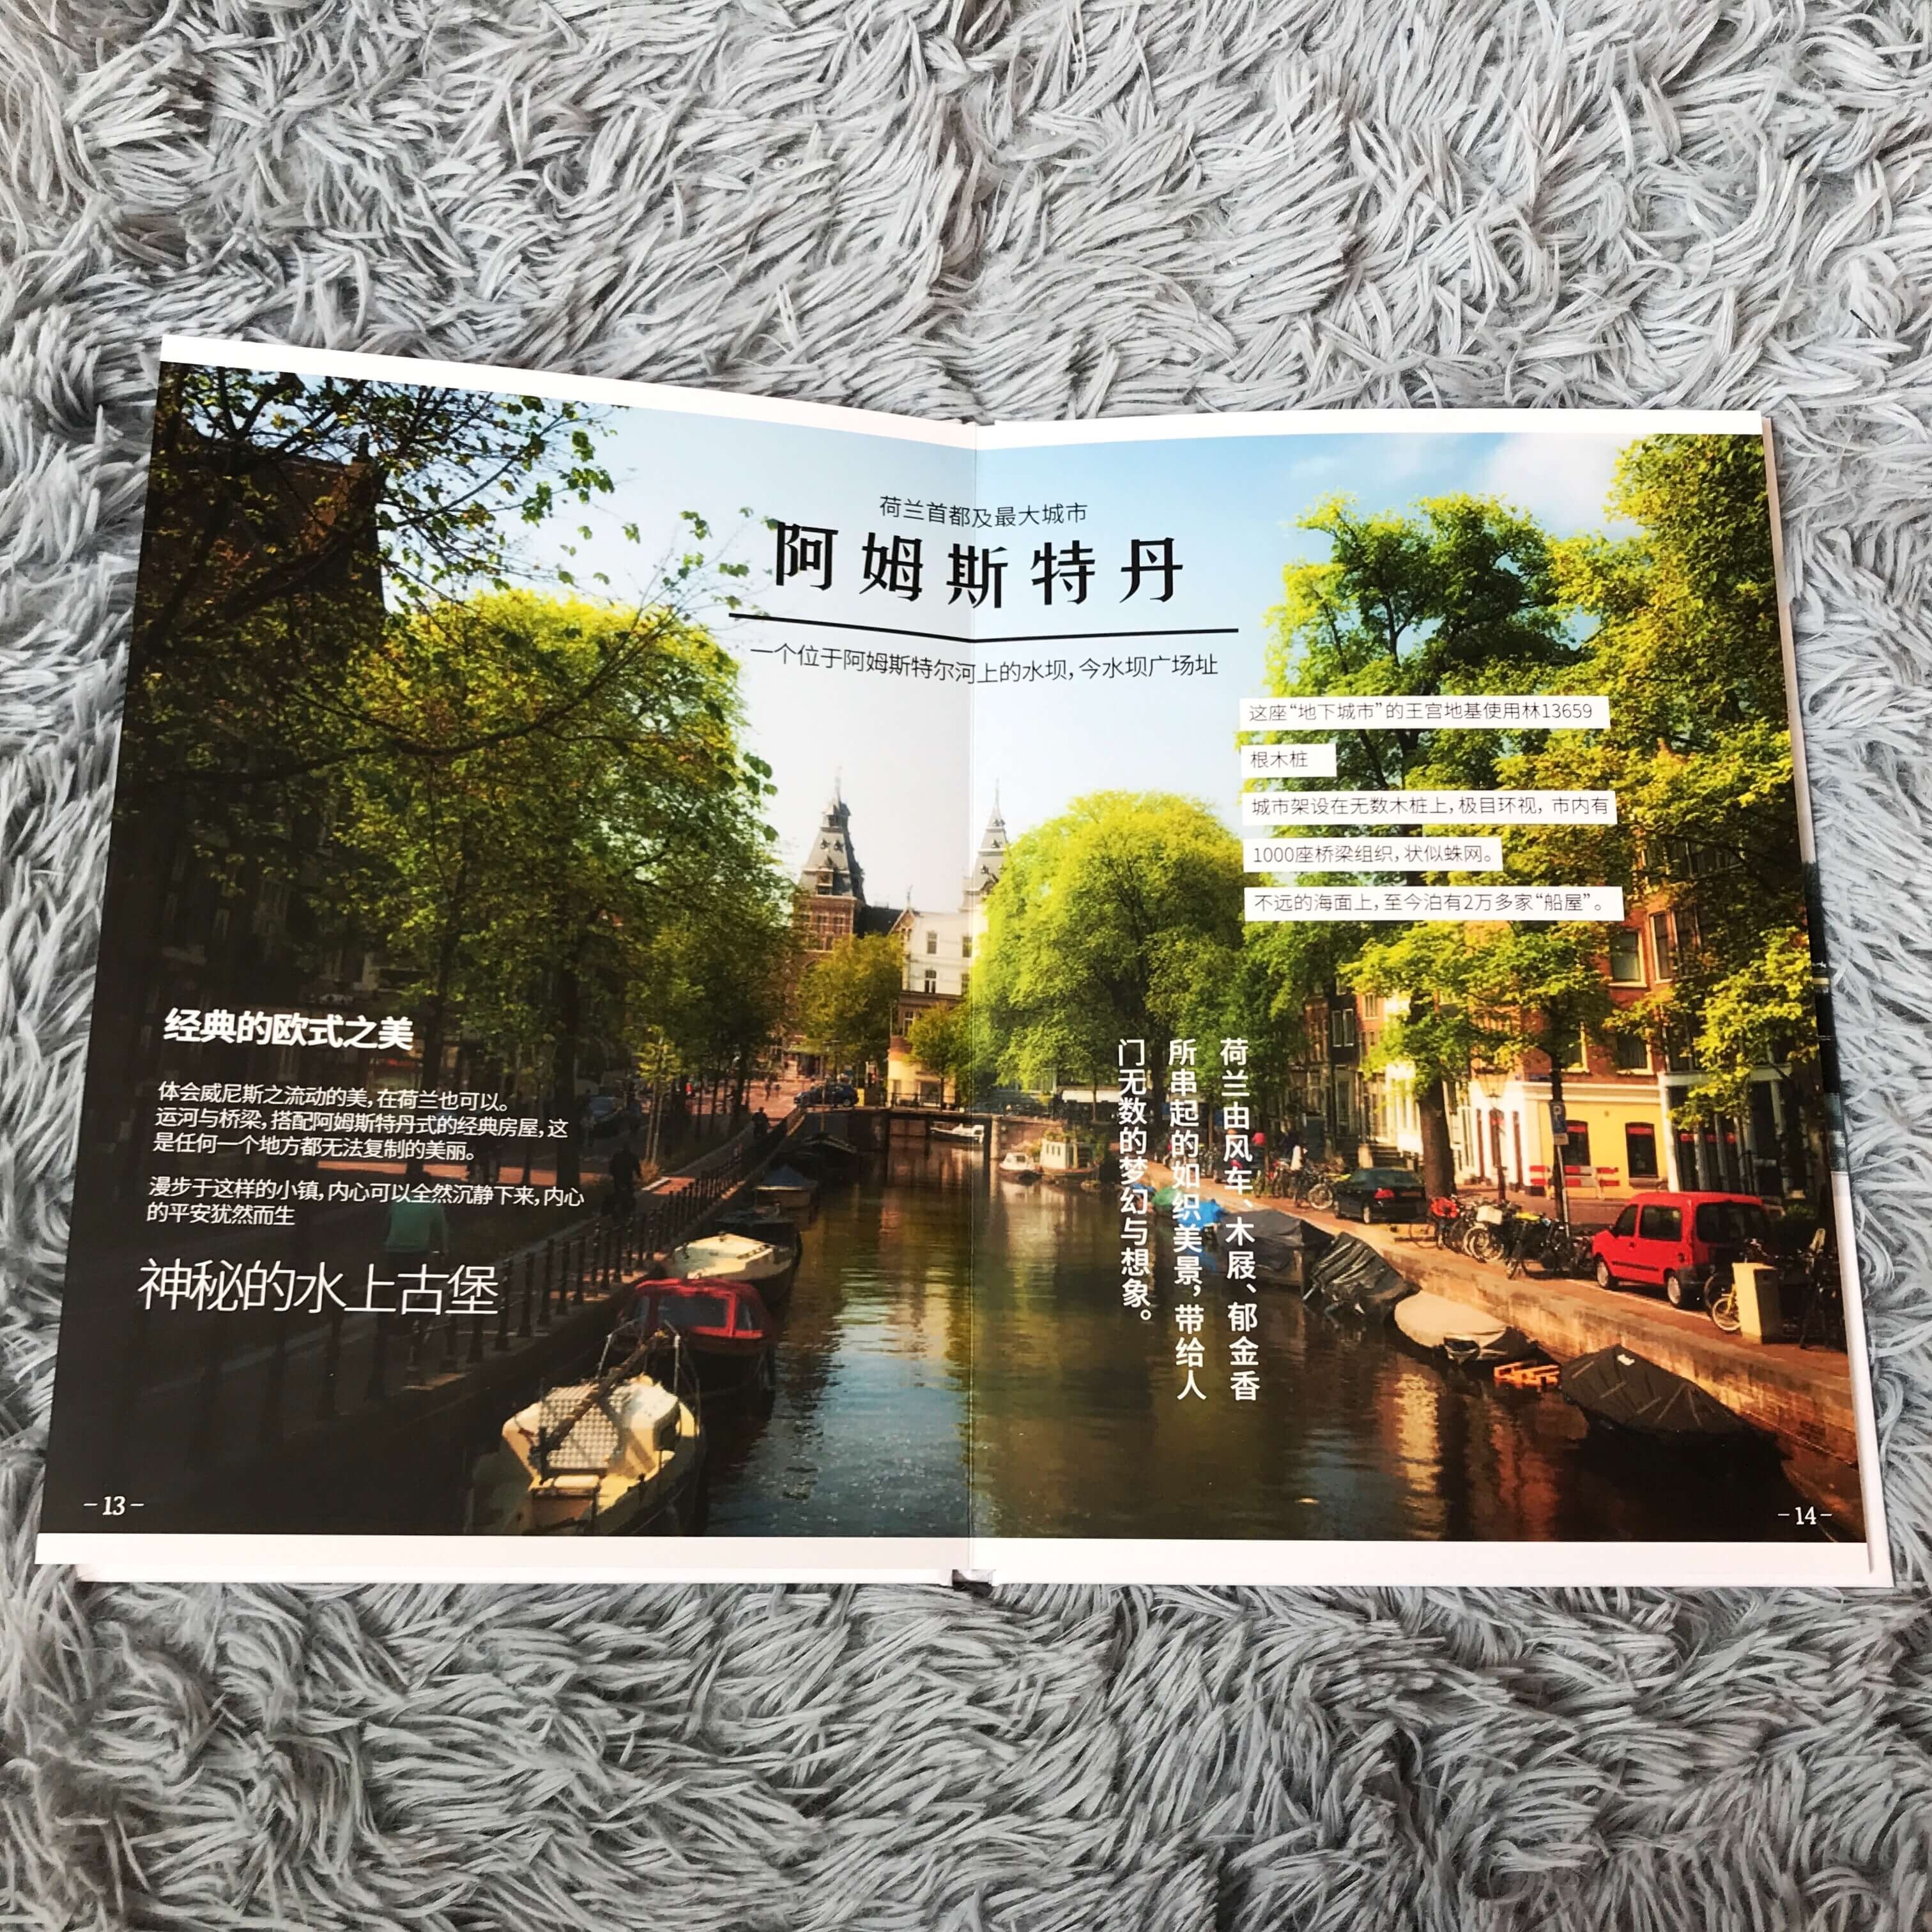 荷兰首都及最大城市
阿姆斯特丹
一个位于阿姆斯特尔河上的水坝,今水坝广场址
这座“地下城市”的王宫地基使用林13659
根木桩
城市架设在无数木桩上,极目环视,市内有
1000座桥梁组织,状似蛛网。
不远的海面上,至今泊有2万多家“船屋”。
经典的欧式之美
体会威尼斯之流动的美,在荷兰也可以。
运河与桥梁,搭配阿姆斯特丹式的经典房屋,这
是任何一个地方都无法复制的美丽。
漫步于这样的小镇,内心可以全然沉静下来,内心
的平安犹然而生
神秘的水上古堡
荷兰由风车、木屐、郁金香
所串起的如织美景,带给人
门无数的梦幻与想象。
-13-
-14-